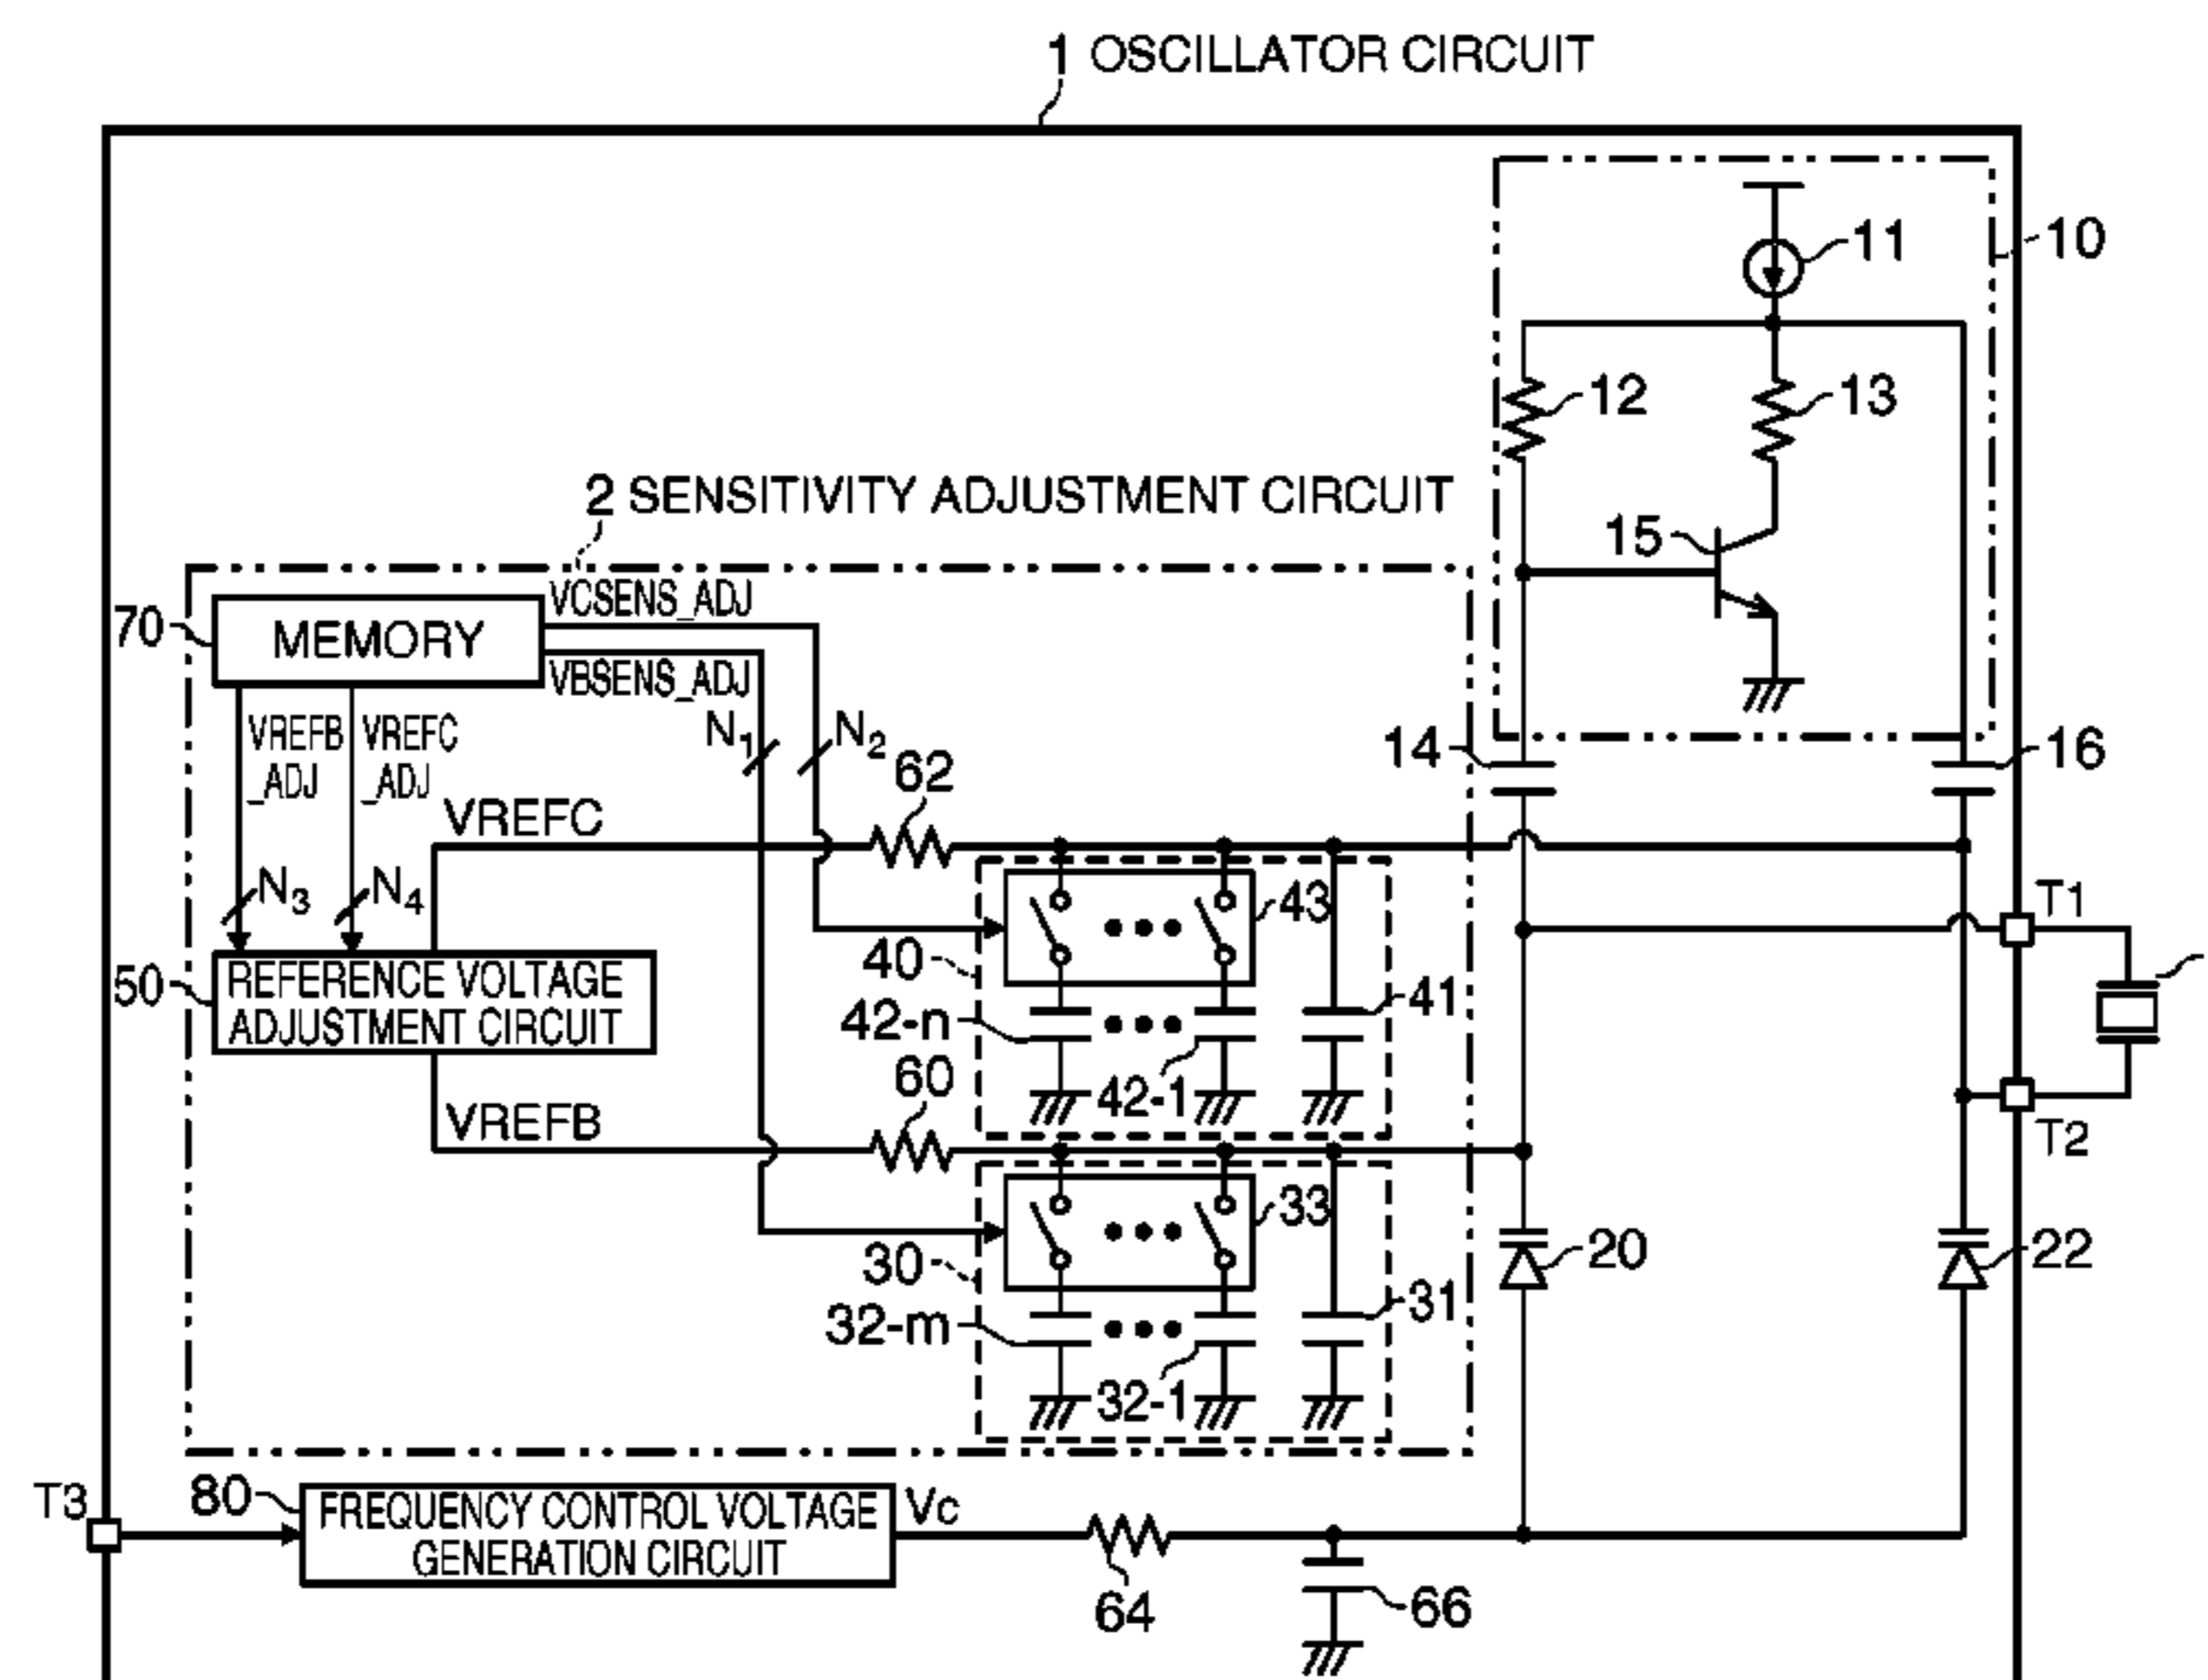 1 OSCILLATOR CIRCUIT
10
11
12
13
2 SENSITIVITY ADJUSTMENT CIRCUIT
15
VCSENS_ADJ
70
MEMORY
VBSENS_ADJ
VREFB
_ADJ
VREFC
_ADJ
N1
N2
14
16
62
VREFC
N3
N4
43
T1
40
50
REFERENCE VOLTAGE
ADJUSTMENT CIRCUIT
41
42-n
42-1
60
VREFB
T2
33
20
22
30
31
32-m
32-1
T3
80
FREQUENCY CONTROL VOLTAGE
GENERATION CIRCUIT
Vc
64
66